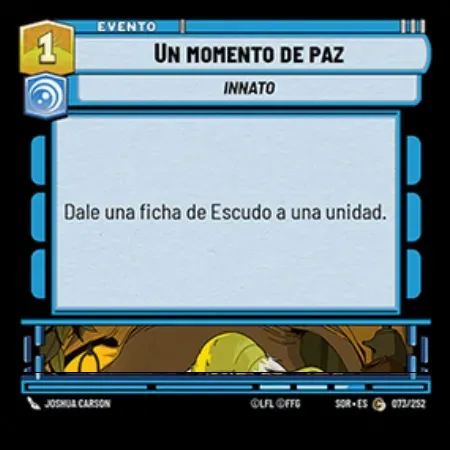 EVENTO
1
UN MOMENTO DE PAZ
INNATO
Dale una ficha de Escudo a una unidad.
JOSHUA CARSON
©LFL ©FFG
SOR • ES
C
073/252